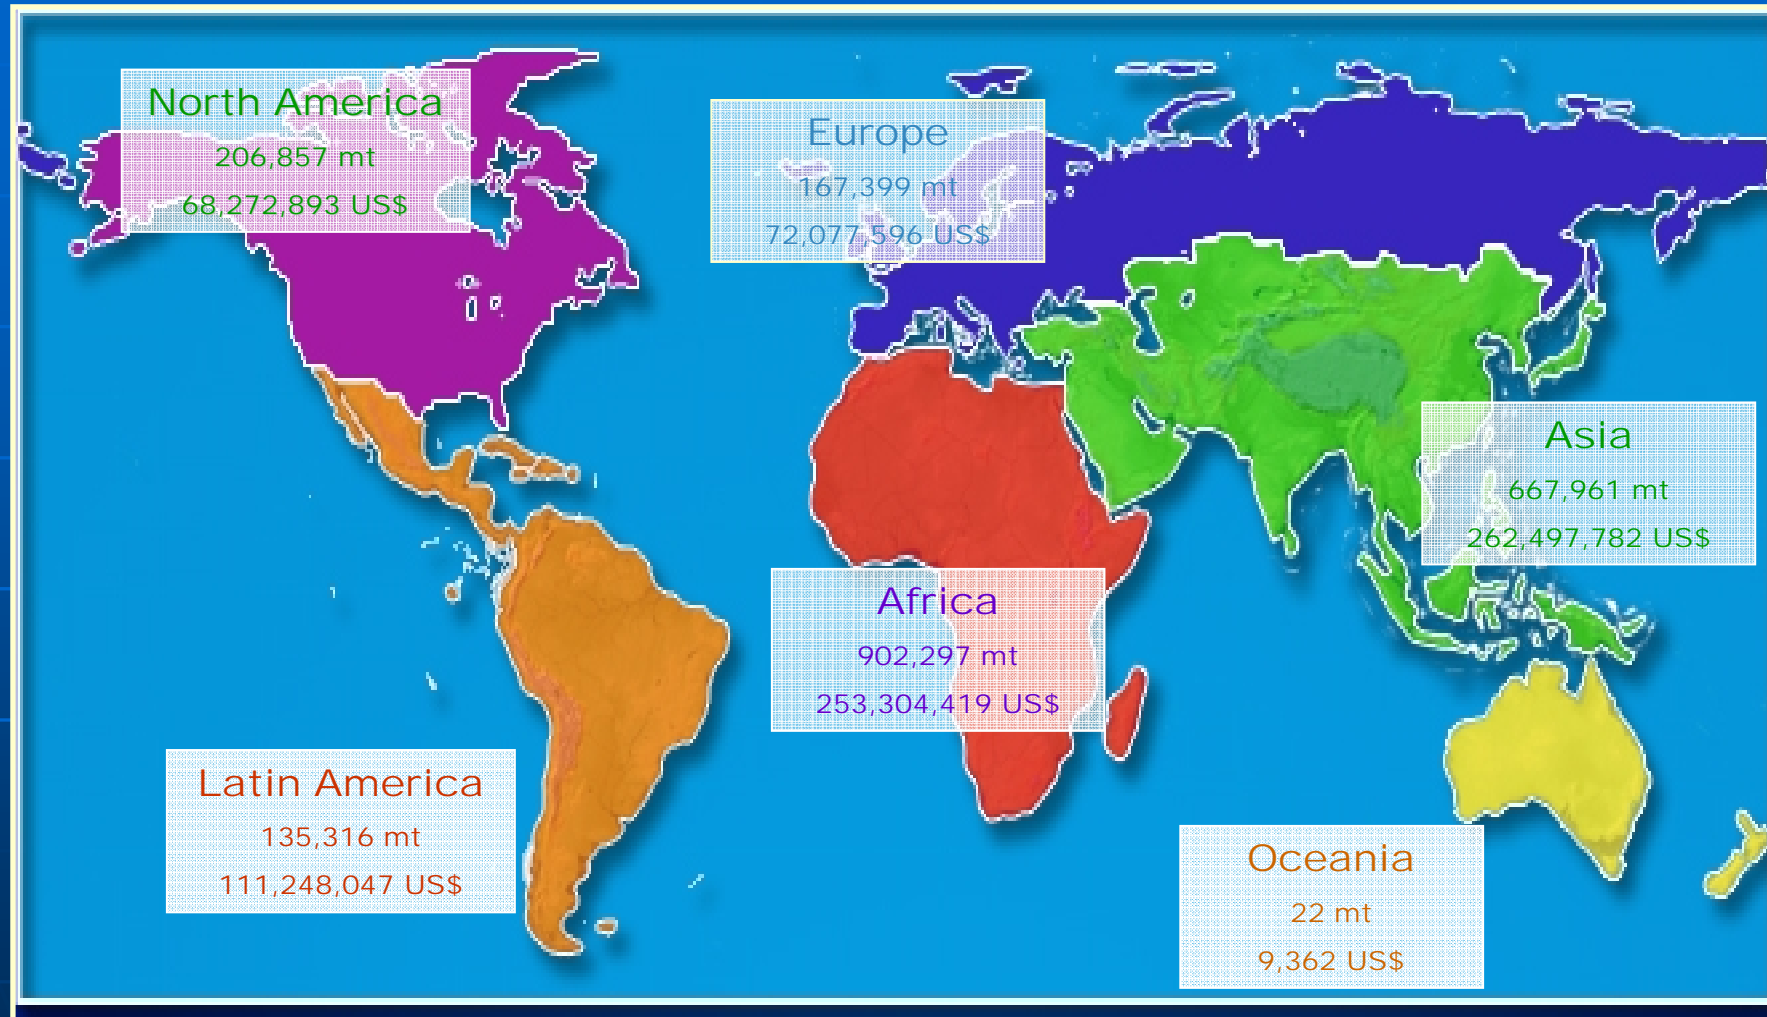 North America
206,857 mt
68,272,893 US$
Europe
167,399 mt
72,077,596 US$
Asia
667,961 mt
262,497,782 US$
Africa
902,297 mt
253,304,419 US$
Latin America
135,316 mt
111,248,047 US$
Oceania
22 mt
9,362 US$